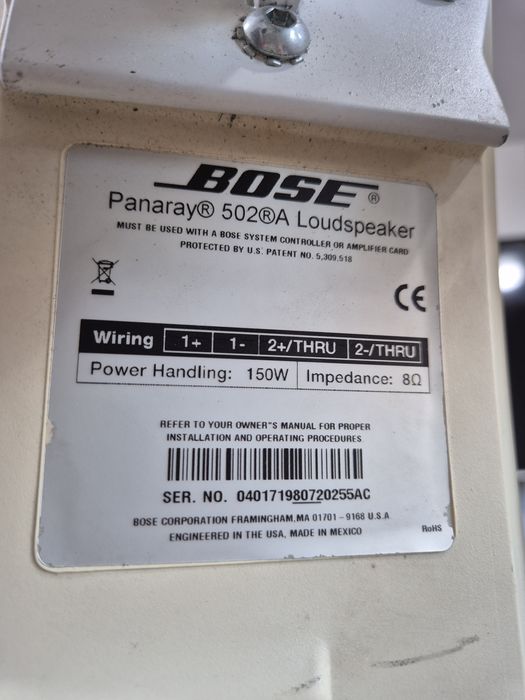 BOSE®
Panaray® 502®A Loudspeaker
MUST BE USED WITH A BOSE SYSTEM CONTROLLER OR AMPLIFIER CARD
PROTECTED BY U.S. PATENT NO. 5,309,518
CE
Wiring 1+ 1- 2+/THRU 2-/THRU
Power Handling: 150W Impedance: 8Ω
REFER TO YOUR OWNER"S MANUAL FOR PROPER
INSTALLATION AND OPERATING PROCEDURES
SER. NO. 040171980720255AC
BOSE CORPORATION FRAMINGHAM,MA 01701 - 9168 U.S.A
ENGINEERED IN THE USA, MADE IN MEXICO
RoHS